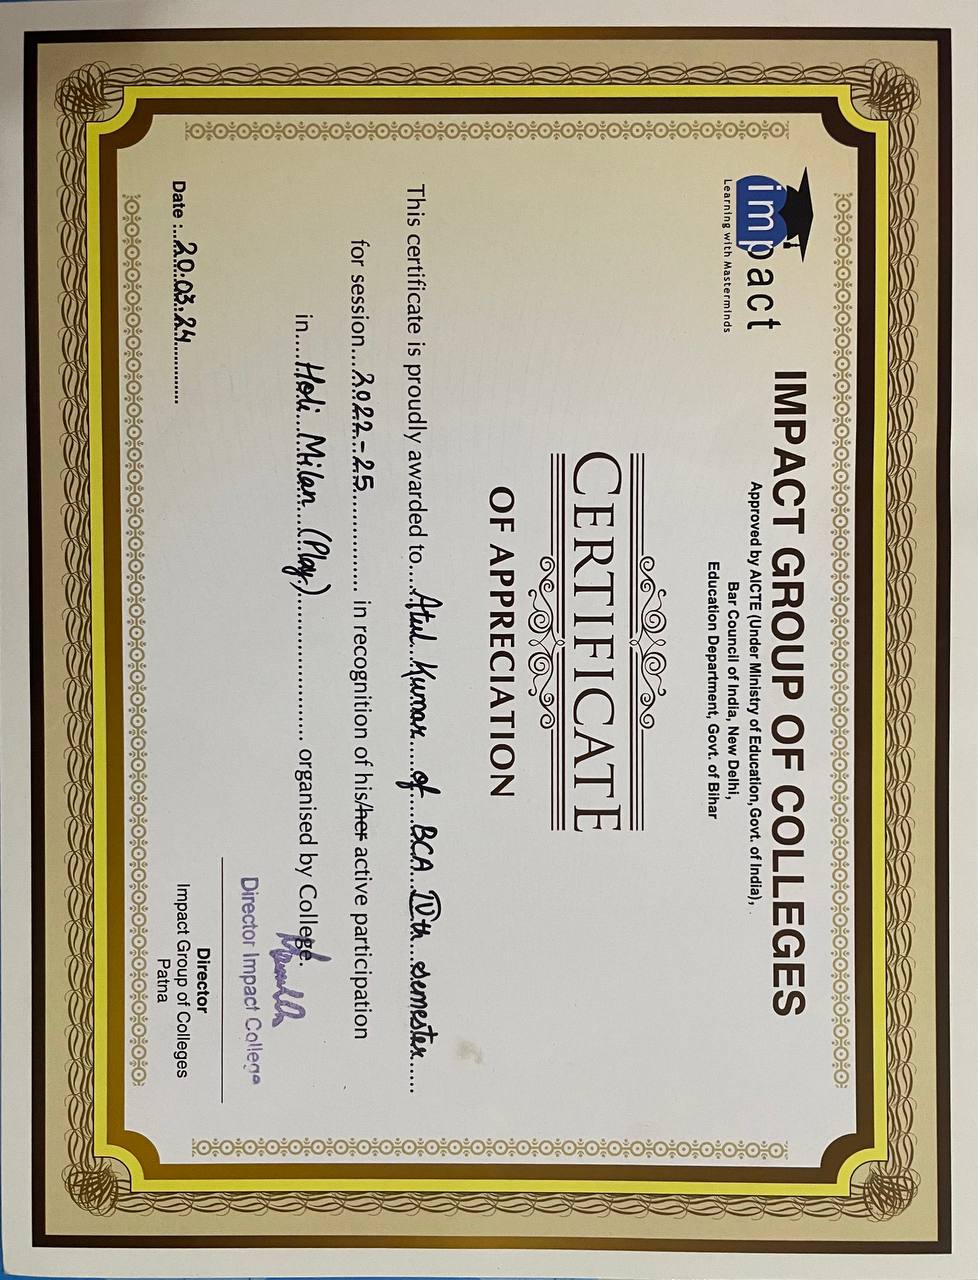 impact
Learning with Masterminds
IMPACT GROUP OF COLLEGES
Approved by AICTE (Under Ministry of Education, Govt. of India),
Bar Council of India, New Delhi,
Education Department, Govt. of Bihar
CERTIFICATE
OF APPRECIATION
This certificate is proudly awarded to....Atul Kumar of BCA IVth semester......
for session...2022-25............... in recognition of his/her active participation
in....Holi Milan (Play)........................ organised by College.
Director Impact College
Date :..20.03.24..............
Director
Impact Group of Colleges
Patna